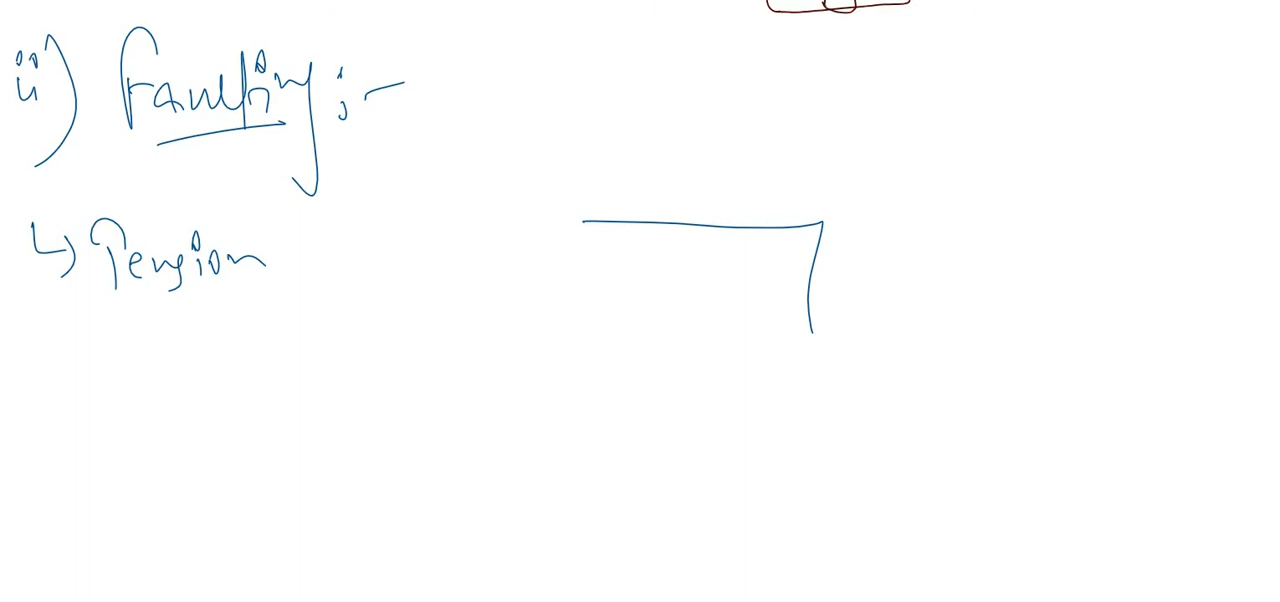 ii) Faulting :-
↳ Tension